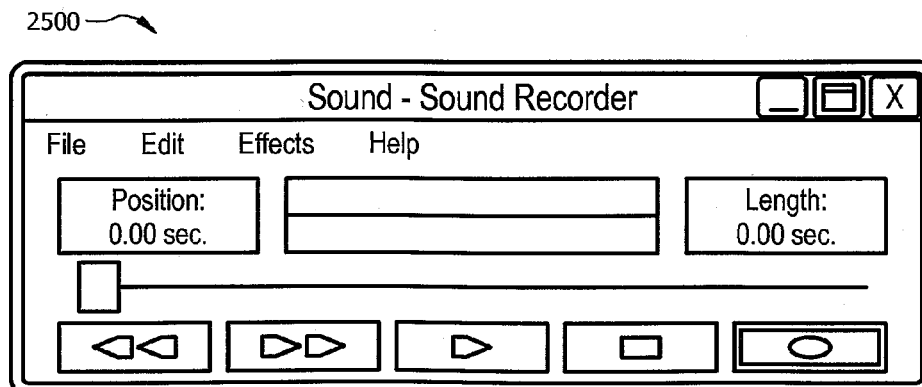 2500
Sound - Sound Recorder X
File Edit Effects Help
Position: Length:
0.00 sec. 0.00 sec.